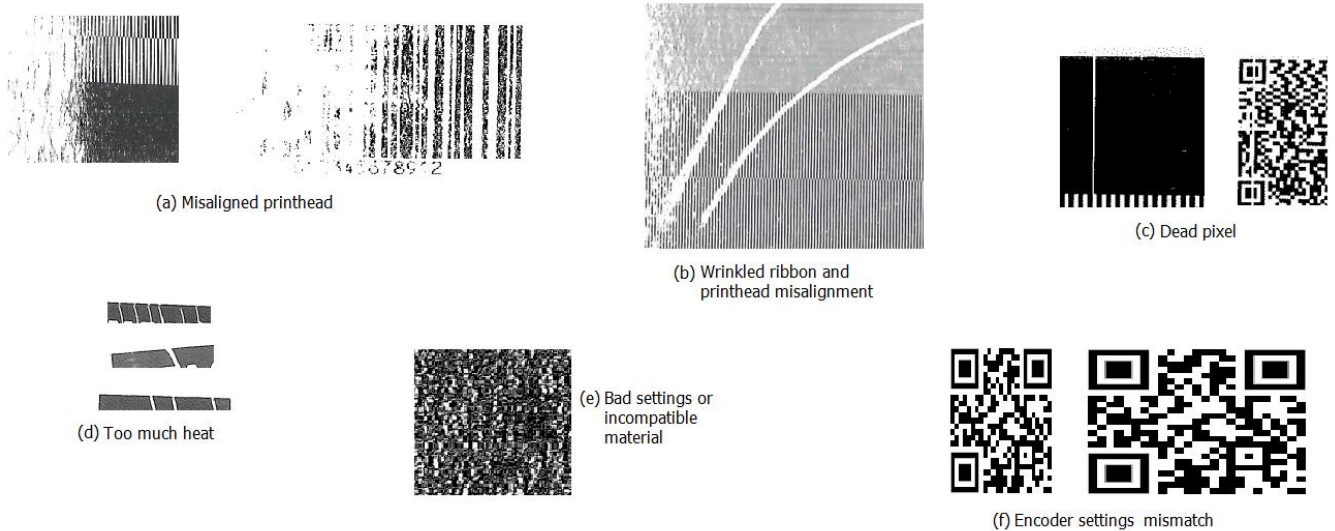 (a) Misaligned printhead
(b) Wrinkled ribbon and
printhead misalignment
(c) Dead pixel
(d) Too much heat
(e) Bad settings or
incompatible
material
(f) Encoder settings mismatch